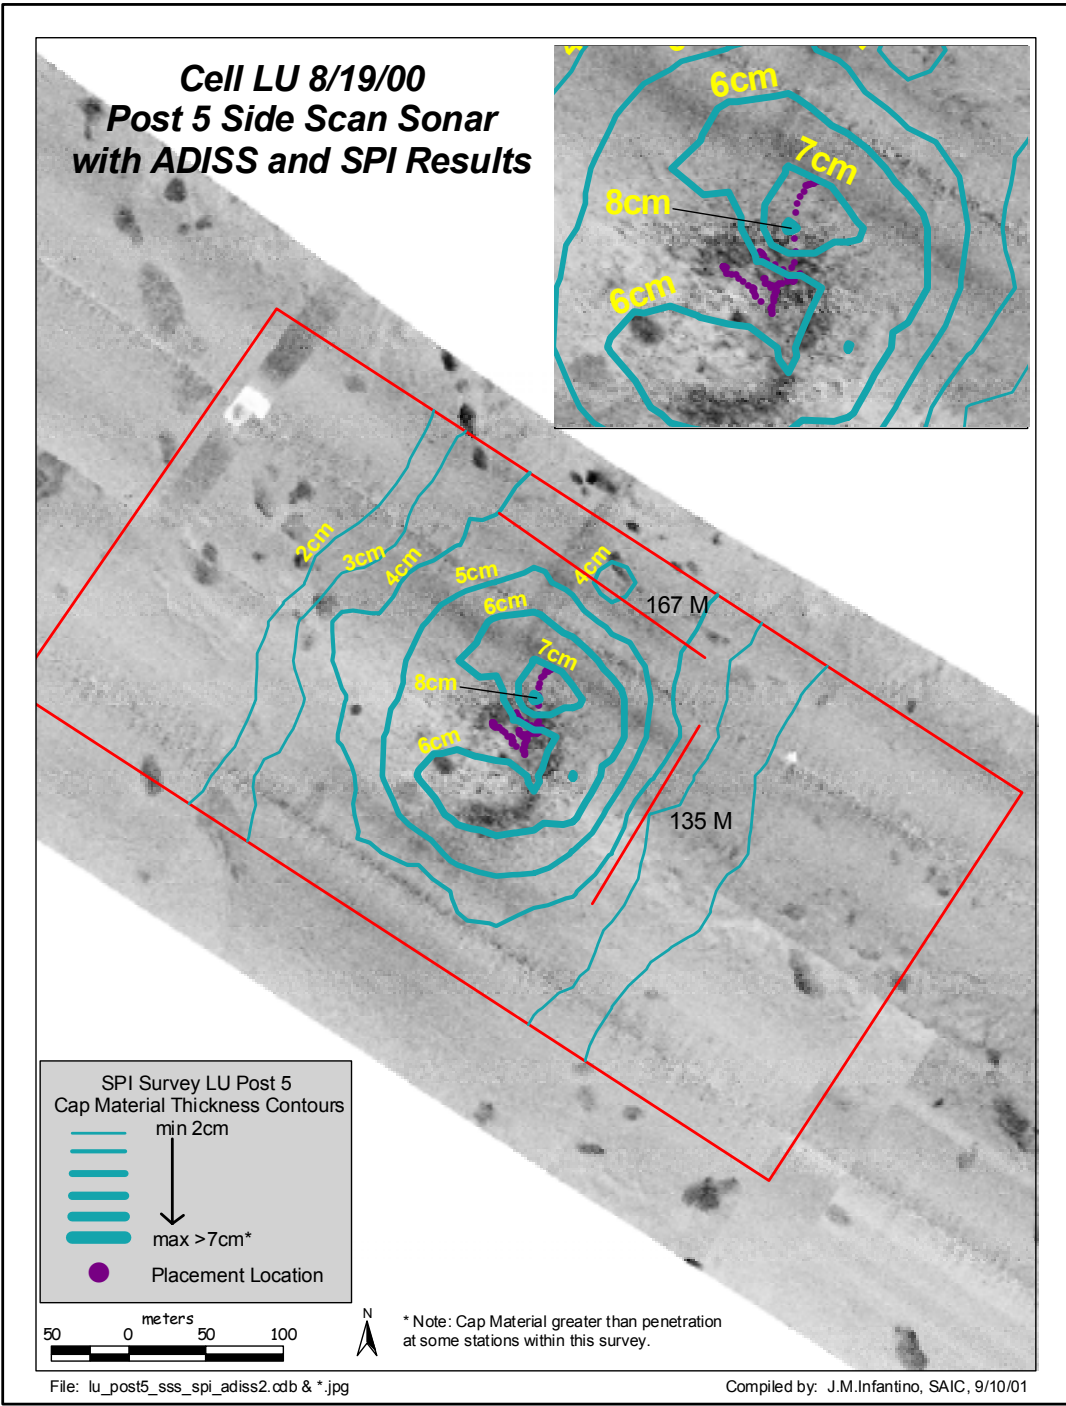 Cell LU 8/19/00
Post 5 Side Scan Sonar
with ADISS and SPI Results
6cm
7cm
8cm
6cm
2cm
3cm
4cm
5cm
4cm
6cm
167 M
7cm
8cm
6cm
135 M
SPI Survey LU Post 5
Cap Material Thickness Contours
min 2cm
max >7cm*
Placement Location
meters
50 0 50 100
N
* Note: Cap Material greater than penetration
at some stations within this survey.
File: lu_post5_sss_spi_adiss2.cdb & *.jpg
Compiled by: J.M.Infantino, SAIC, 9/10/01